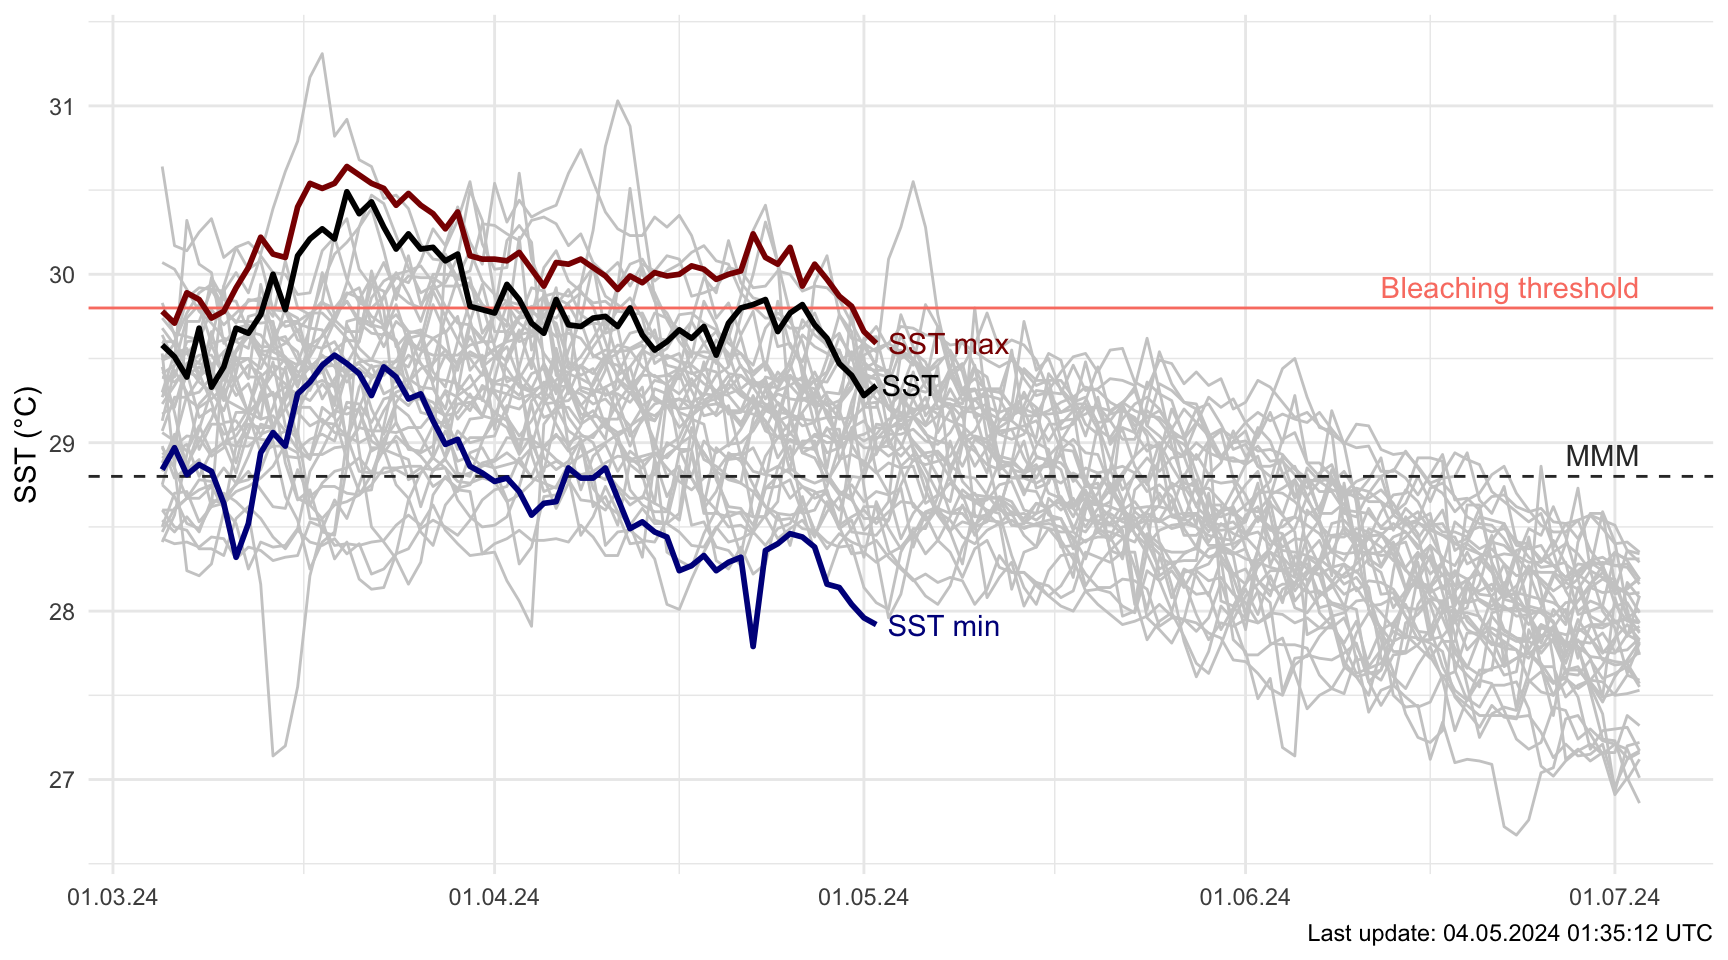 SST (°C)
31
30
29
28
27
Bleaching threshold
SST max
SST
MMM
SST min
01.03.24
01.04.24
01.05.24
01.06.24
01.07.24
Last update: 04.05.2024 01:35:12 UTC